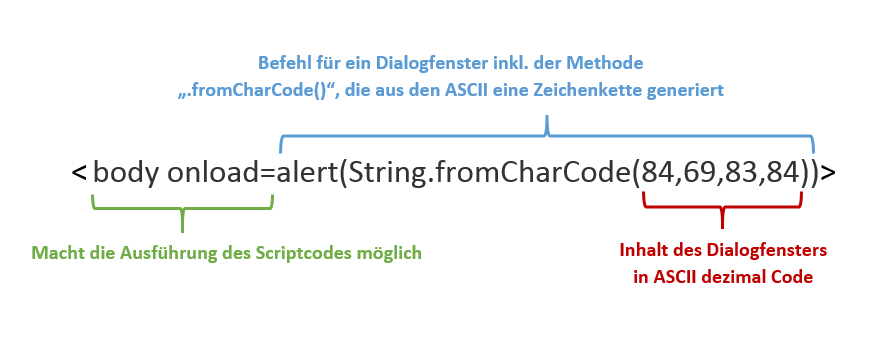 Befehl für ein Dialogfenster inkl. der Methode
„.fromCharCode()“, die aus den ASCII eine Zeichenkette generiert
<body onload=alert(String.fromCharCode(84,69,83,84))>
Macht die Ausführung des Scriptcodes möglich
Inhalt des Dialogfensters
in ASCII dezimal Code